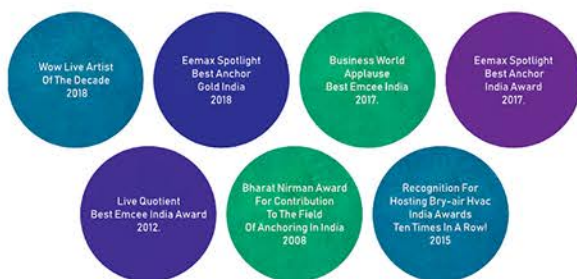 Wow Live Artist
Of The Decade
2018
Eemax Spotlight
Best Anchor
Gold India
2018
Business World
Applause
Best Emcee India
2017.
Eemax Spotlight
Best Anchor
India Award
2017.
Live Quotient
Best Emcee India Award
2012.
Bharat Nirman Award
For Contribution
To The Field
Of Anchoring In India
2008
Recognition For
Hosting Bry-air Hvac
India Awards
Ten Times In A Row!
2015